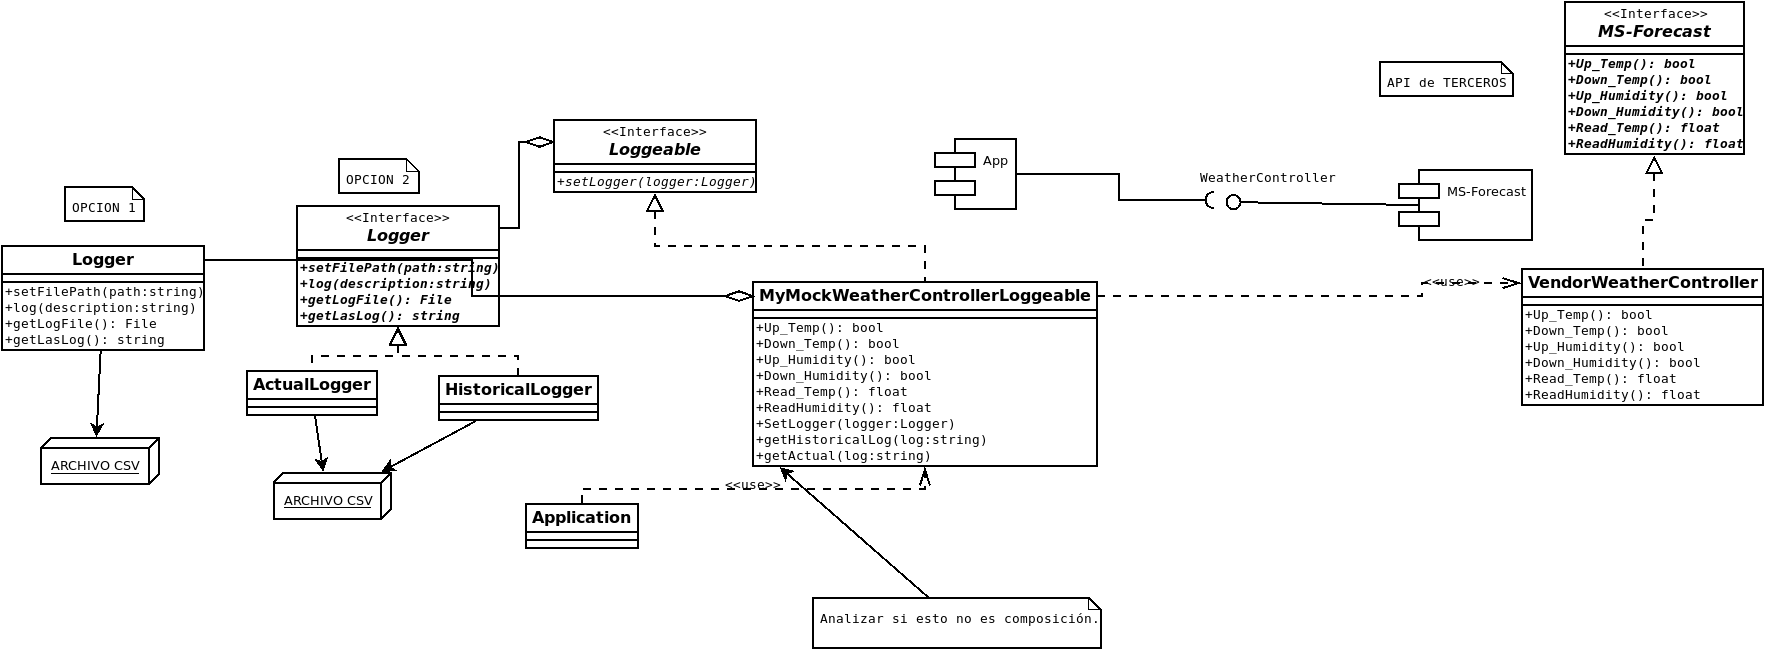 <<Interface>>
MS-Forecast
+Up_Temp(): bool
+Down_Temp(): bool
+Up_Humidity(): bool
+Down_Humidity(): bool
+Read_Temp(): float
+ReadHumidity(): float
API de TERCEROS
<<Interface>>
Loggeable
+setLogger(logger:Logger)
App
WeatherController
MS-Forecast
OPCION 2
OPCION 1
<<Interface>>
Logger
+setFilePath(path:string)
+log(description:string)
+getLogFile(): File
+getLasLog(): string
Logger
+setFilePath(path:string)
+log(description:string)
+getLogFile(): File
+getLasLog(): string
MyMockWeatherControllerLoggeable
+Up_Temp(): bool
+Down_Temp(): bool
+Up_Humidity(): bool
+Down_Humidity(): bool
+Read_Temp(): float
+ReadHumidity(): float
+SetLogger(logger:Logger)
+getHistoricalLog(log:string)
+getActual(log:string)
<<use>>
VendorWeatherController
+Up_Temp(): bool
+Down_Temp(): bool
+Up_Humidity(): bool
+Down_Humidity(): bool
+Read_Temp(): float
+ReadHumidity(): float
ActualLogger
HistoricalLogger
ARCHIVO CSV
ARCHIVO CSV
<<use>>
Application
Analizar si esto no es composición.